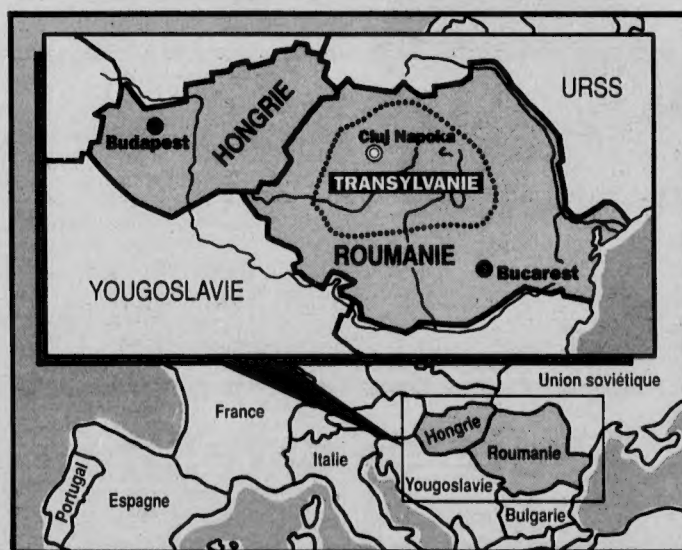 URSS
HONGRIE
Budapest
Cluj Napoka
TRANSYLVANIE
ROUMANIE
Bucarest
YOUGOSLAVIE
Union soviétique
France
Hongrie
Roumanie
Italie
Yougoslavie
Portugal
Espagne
Bulgarie